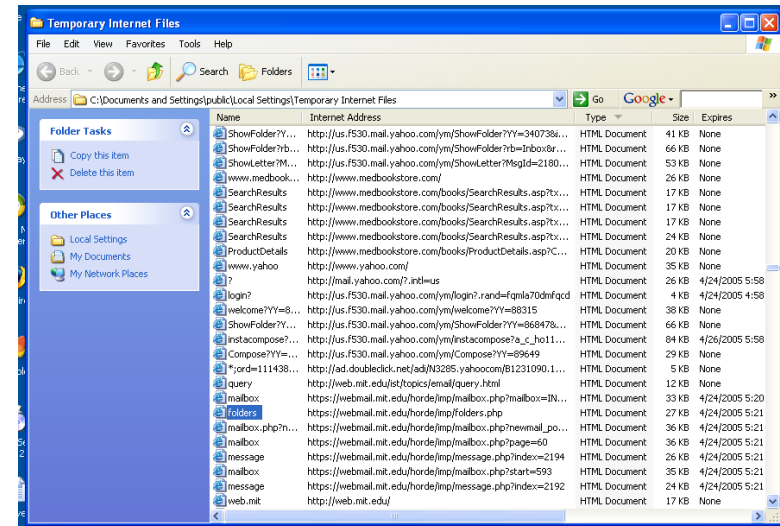 Temporary Internet Files
File Edit View Favorites Tools Help
Back Search Folders
Address C:\Documents and Settings\public\Local Settings\Temporary Internet Files Go Google »
Folder Tasks
Copy this item
Delete this item
Other Places
Local Settings
My Documents
My Network Places
Name Internet Address Type Size Expires
ShowFolder?Y... http://us.f530.mail.yahoo.com/ym/ShowFolder?YY=34073&i... HTML Document 41 KB None
ShowFolder?rb... http://us.f530.mail.yahoo.com/ym/ShowFolder?rb=Inbox&r... HTML Document 66 KB None
ShowLetter?M... http://us.f530.mail.yahoo.com/ym/ShowLetter?MsgId=2180... HTML Document 53 KB None
www.medbook... http://www.medbookstore.com/ HTML Document 26 KB None
SearchResults http://www.medbookstore.com/books/SearchResults.asp?tx... HTML Document 17 KB None
SearchResults http://www.medbookstore.com/books/SearchResults.asp?tx... HTML Document 17 KB None
SearchResults http://www.medbookstore.com/books/SearchResults.asp?tx... HTML Document 17 KB None
SearchResults http://www.medbookstore.com/books/SearchResults.asp?tx... HTML Document 24 KB None
ProductDetails http://www.medbookstore.com/books/ProductDetails.asp?C... HTML Document 20 KB None
www.yahoo http://www.yahoo.com/ HTML Document 35 KB None
? http://mail.yahoo.com/?.intl=us HTML Document 26 KB 4/24/2005 5:58
login? http://us.f530.mail.yahoo.com/ym/login?.rand=fqmla70dmfqcd HTML Document 4 KB 4/24/2005 4:58
welcome?YY=8... http://us.f530.mail.yahoo.com/ym/welcome?YY=88315 HTML Document 38 KB None
ShowFolder?Y... http://us.f530.mail.yahoo.com/ym/ShowFolder?YY=86847&... HTML Document 66 KB None
instacompose?... http://us.f530.mail.yahoo.com/ym/instacompose?a_c_ho11... HTML Document 84 KB 4/26/2005 5:58
Compose?YY=... http://us.f530.mail.yahoo.com/ym/Compose?YY=89649 HTML Document 29 KB None
*;ord=111438... http://ad.doubleclick.net/adi/N3285.yahoocom/B1231090.1... HTML Document 5 KB None
query http://web.mit.edu/ist/topics/email/query.html HTML Document 12 KB None
mailbox https://webmail.mit.edu/horde/imp/mailbox.php?mailbox=IN... HTML Document 33 KB 4/24/2005 5:20
folders https://webmail.mit.edu/horde/imp/folders.php HTML Document 27 KB 4/24/2005 5:21
mailbox.php?n... https://webmail.mit.edu/horde/imp/mailbox.php?newmail_po... HTML Document 36 KB 4/24/2005 5:21
mailbox https://webmail.mit.edu/horde/imp/mailbox.php?page=60 HTML Document 36 KB 4/24/2005 5:21
message https://webmail.mit.edu/horde/imp/message.php?index=2194 HTML Document 26 KB 4/24/2005 5:21
mailbox https://webmail.mit.edu/horde/imp/mailbox.php?start=593 HTML Document 35 KB 4/24/2005 5:21
message https://webmail.mit.edu/horde/imp/message.php?index=2192 HTML Document 24 KB 4/24/2005 5:21
web.mit http://web.mit.edu/ HTML Document 17 KB None